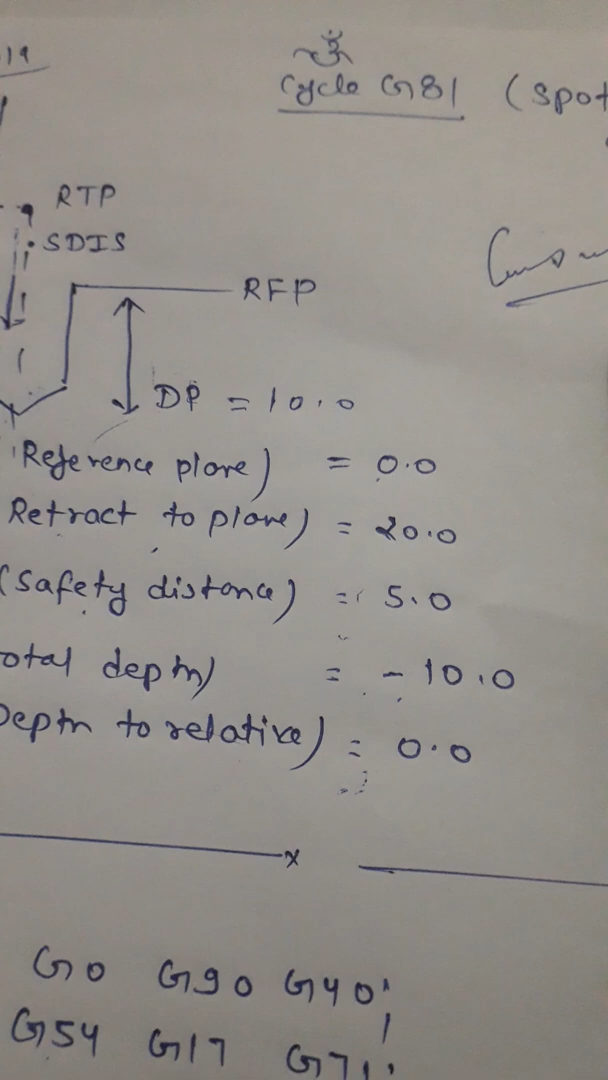 ॐ
Cycle G81 (Spot
RTP
SDIS
RFP
DP = 10.0
Reference plane) = 0.0
Retract to plane) = 20.0
(Safety distance) = 5.0
otal depth) = -10.0
Depth to relative) = 0.0
x
G0 G90 G40;
G54 G17 G71;